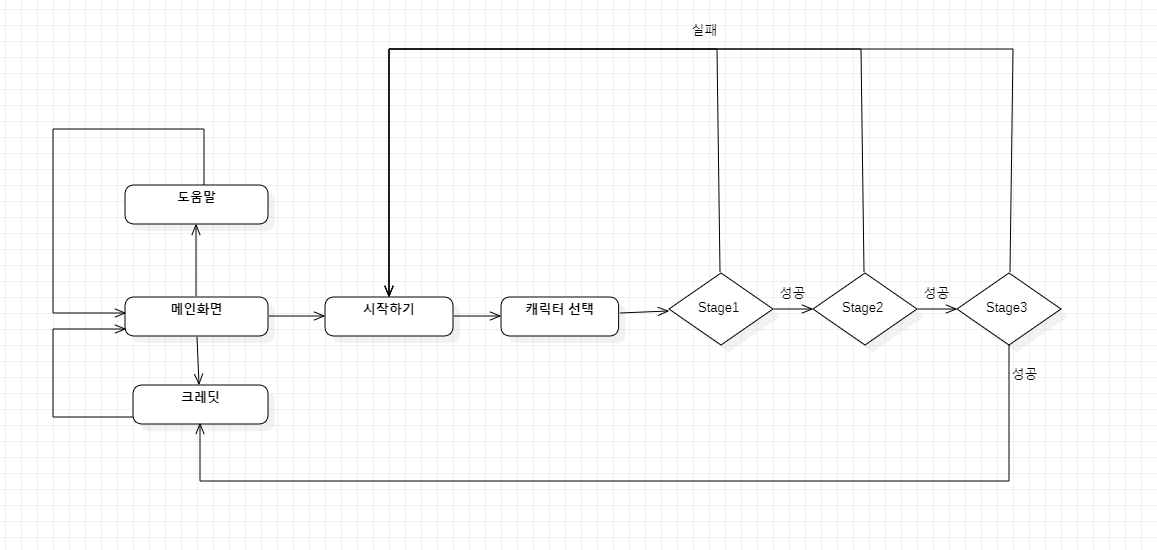 실패
도움말
메인화면
시작하기
캐릭터 선택
Stage1
성공
Stage2
성공
Stage3
성공
크레딧